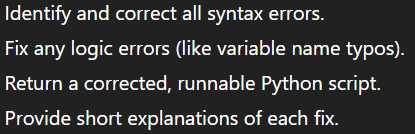 Identify and correct all syntax errors.
Fix any logic errors (like variable name typos).
Return a corrected, runnable Python script.
Provide short explanations of each fix.